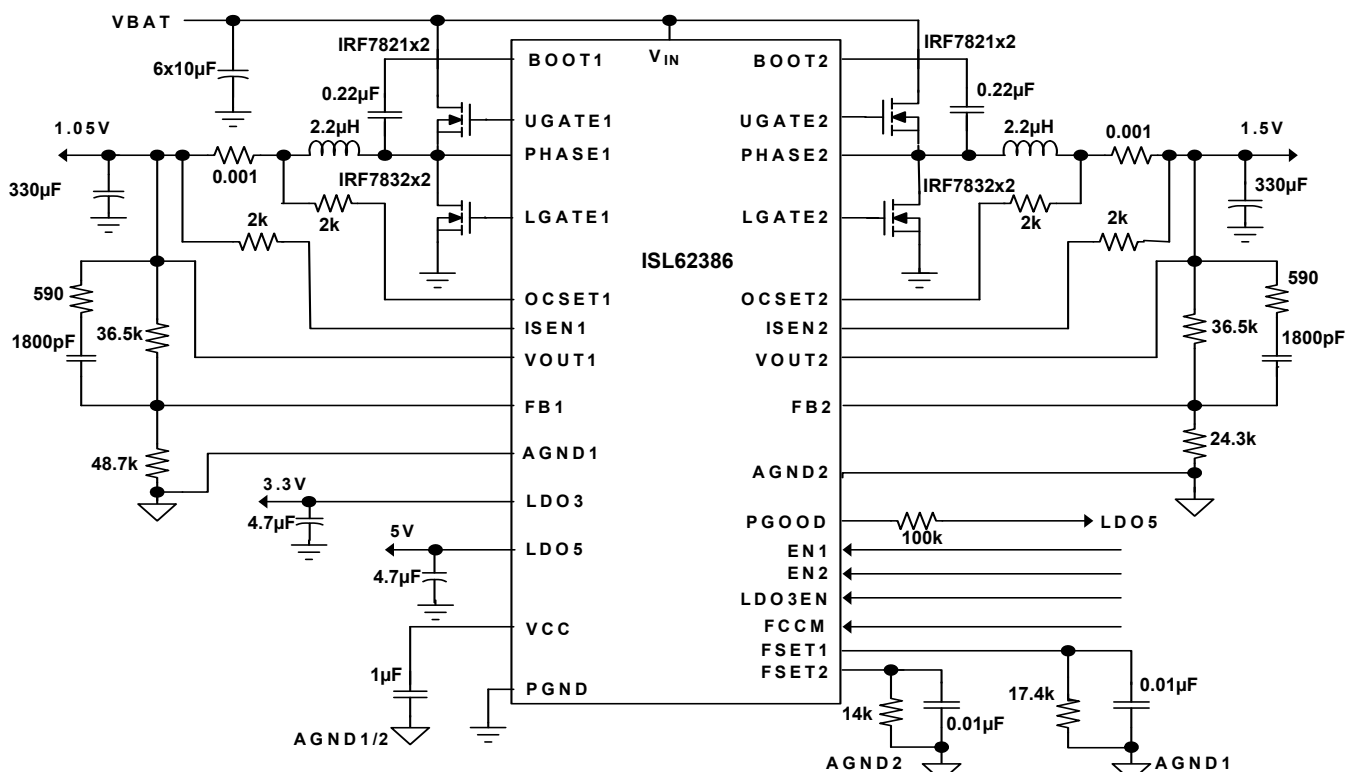 VBAT
6x10µF
IRF7821x2
0.22µF
2.2µH
1.05V
0.001
330µF
IRF7832x2
2k
2k
590
1800pF
36.5k
48.7k
3.3V
4.7µF
5V
4.7µF
1µF
AGND1/2
VIN
ISL62386
BOOT1
UGATE1
PHASE1
LGATE1
OCSET1
ISEN1
VOUT1
FB1
AGND1
LDO3
LDO5
VCC
PGND
BOOT2
UGATE2
PHASE2
LGATE2
OCSET2
ISEN2
VOUT2
FB2
AGND2
PGOOD
EN1
EN2
LDO3EN
FCCM
FSET1
FSET2
IRF7821x2
0.22µF
2.2µH
0.001
1.5V
330µF
IRF7832x2
2k
2k
590
1800pF
36.5k
24.3k
100k
LDO5
14k
0.01µF
AGND2
17.4k
0.01µF
AGND1